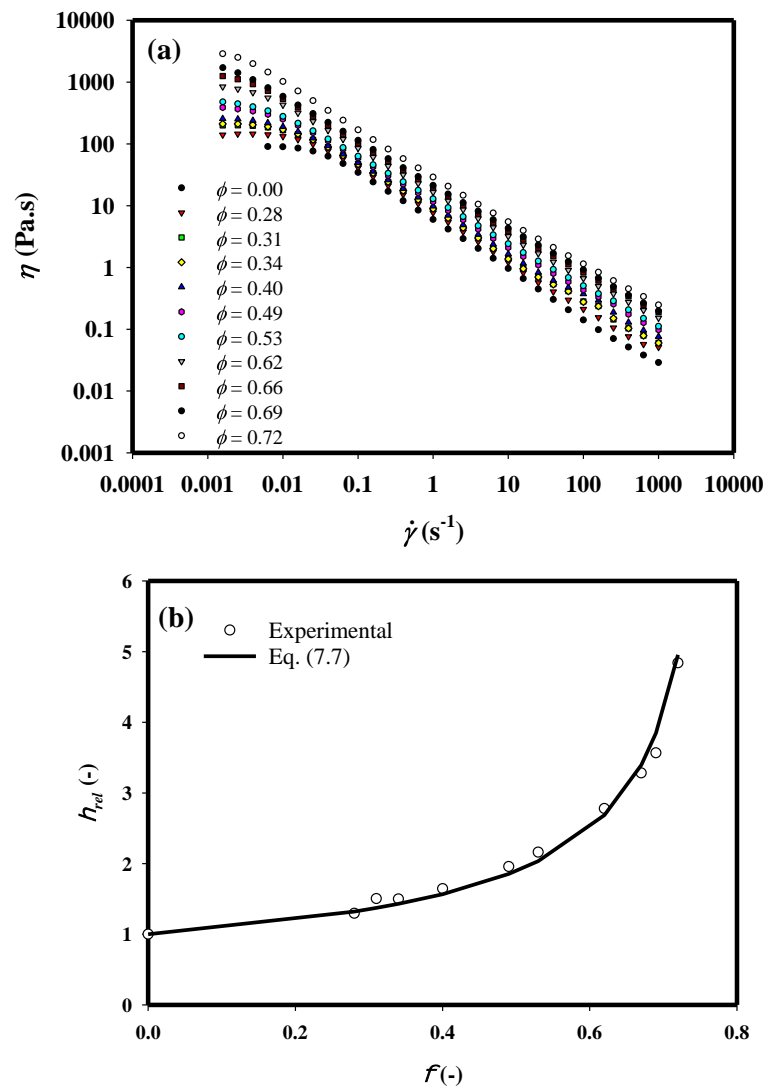 (a)
10000
1000
100
10
1
0.1
0.01
0.001
η (Pa.s)
ϕ = 0.00
ϕ = 0.28
ϕ = 0.31
ϕ = 0.34
ϕ = 0.40
ϕ = 0.49
ϕ = 0.53
ϕ = 0.62
ϕ = 0.66
ϕ = 0.69
ϕ = 0.72
0.0001 0.001 0.01 0.1 1 10 100 1000 10000
γ̇ (s⁻¹)
(b)
Experimental
Eq. (7.7)
6
5
4
3
2
1
0
h_rel (-)
0.0 0.2 0.4 0.6 0.8
f (-)